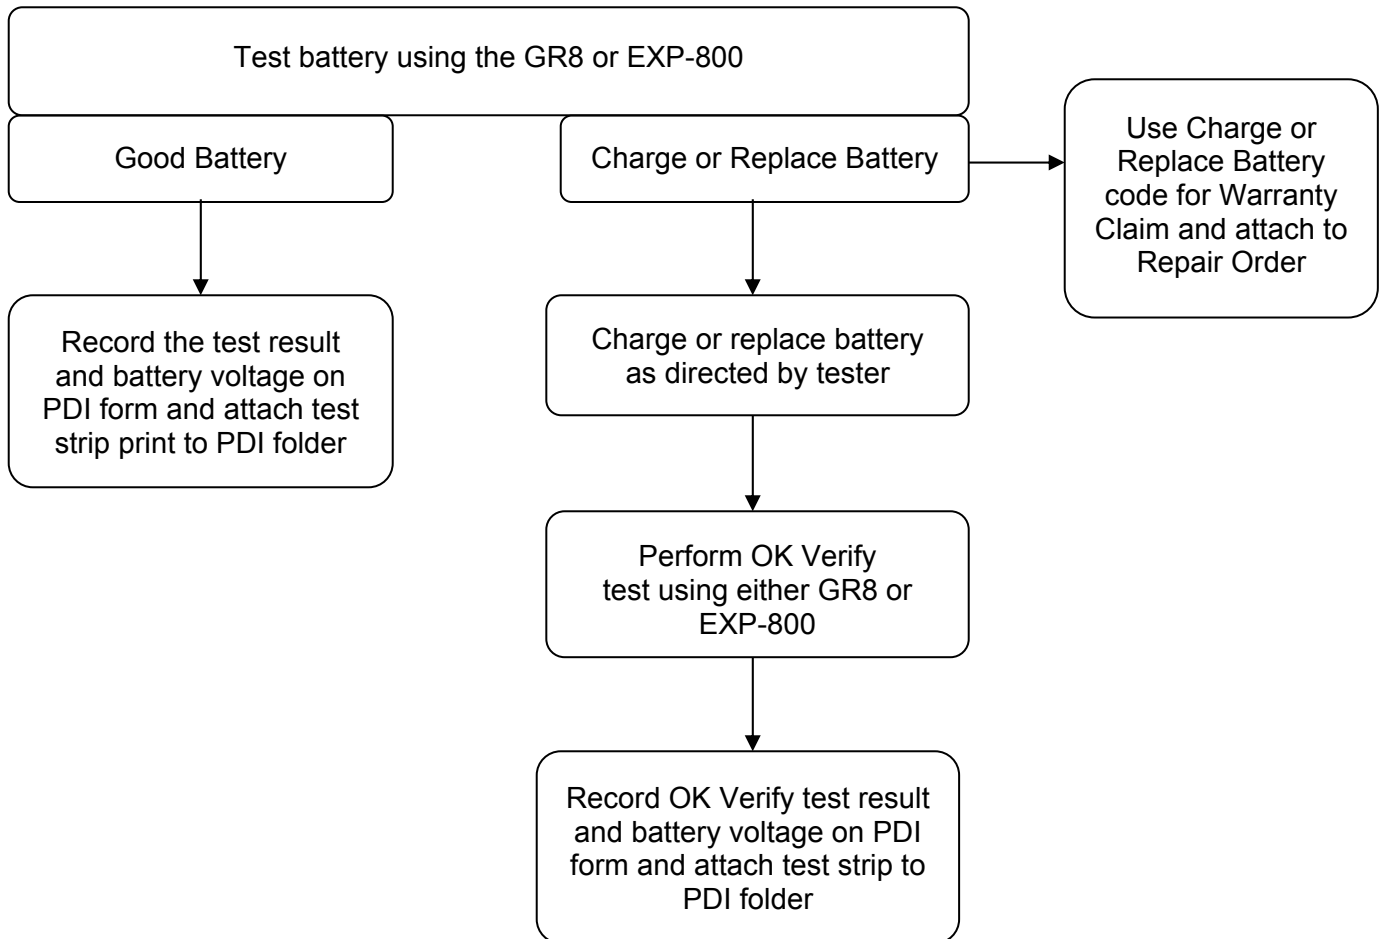 Test battery using the GR8 or EXP-800
Good Battery
Charge or Replace Battery
Use Charge or
Replace Battery
code for Warranty
Claim and attach to
Repair Order
Record the test result
and battery voltage on
PDI form and attach test
strip print to PDI folder
Charge or replace battery
as directed by tester
Perform OK Verify
test using either GR8 or
EXP-800
Record OK Verify test result
and battery voltage on PDI
form and attach test strip to
PDI folder